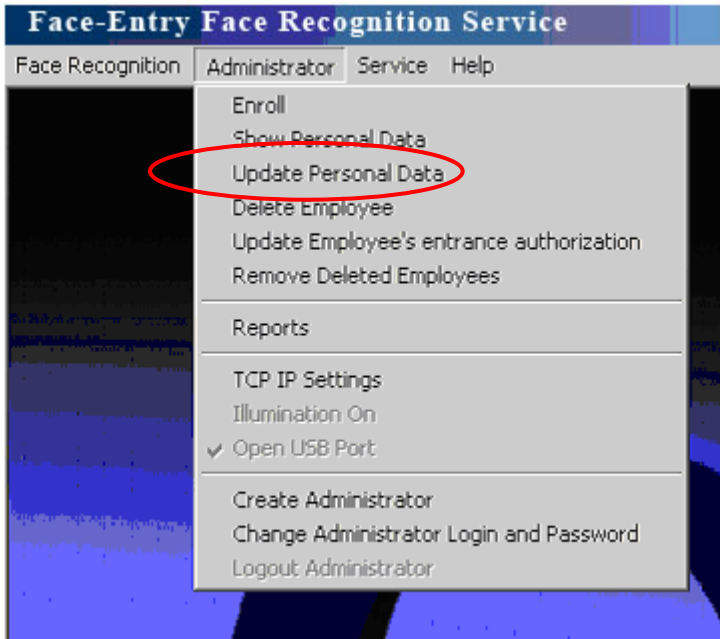 Face-Entry Face Recognition Service
Face Recognition Administrator Service Help
Enroll
Show Personal Data
Update Personal Data
Delete Employee
Update Employee's entrance authorization
Remove Deleted Employees
Reports
TCP IP Settings
Illumination On
Open USB Port
Create Administrator
Change Administrator Login and Password
Logout Administrator